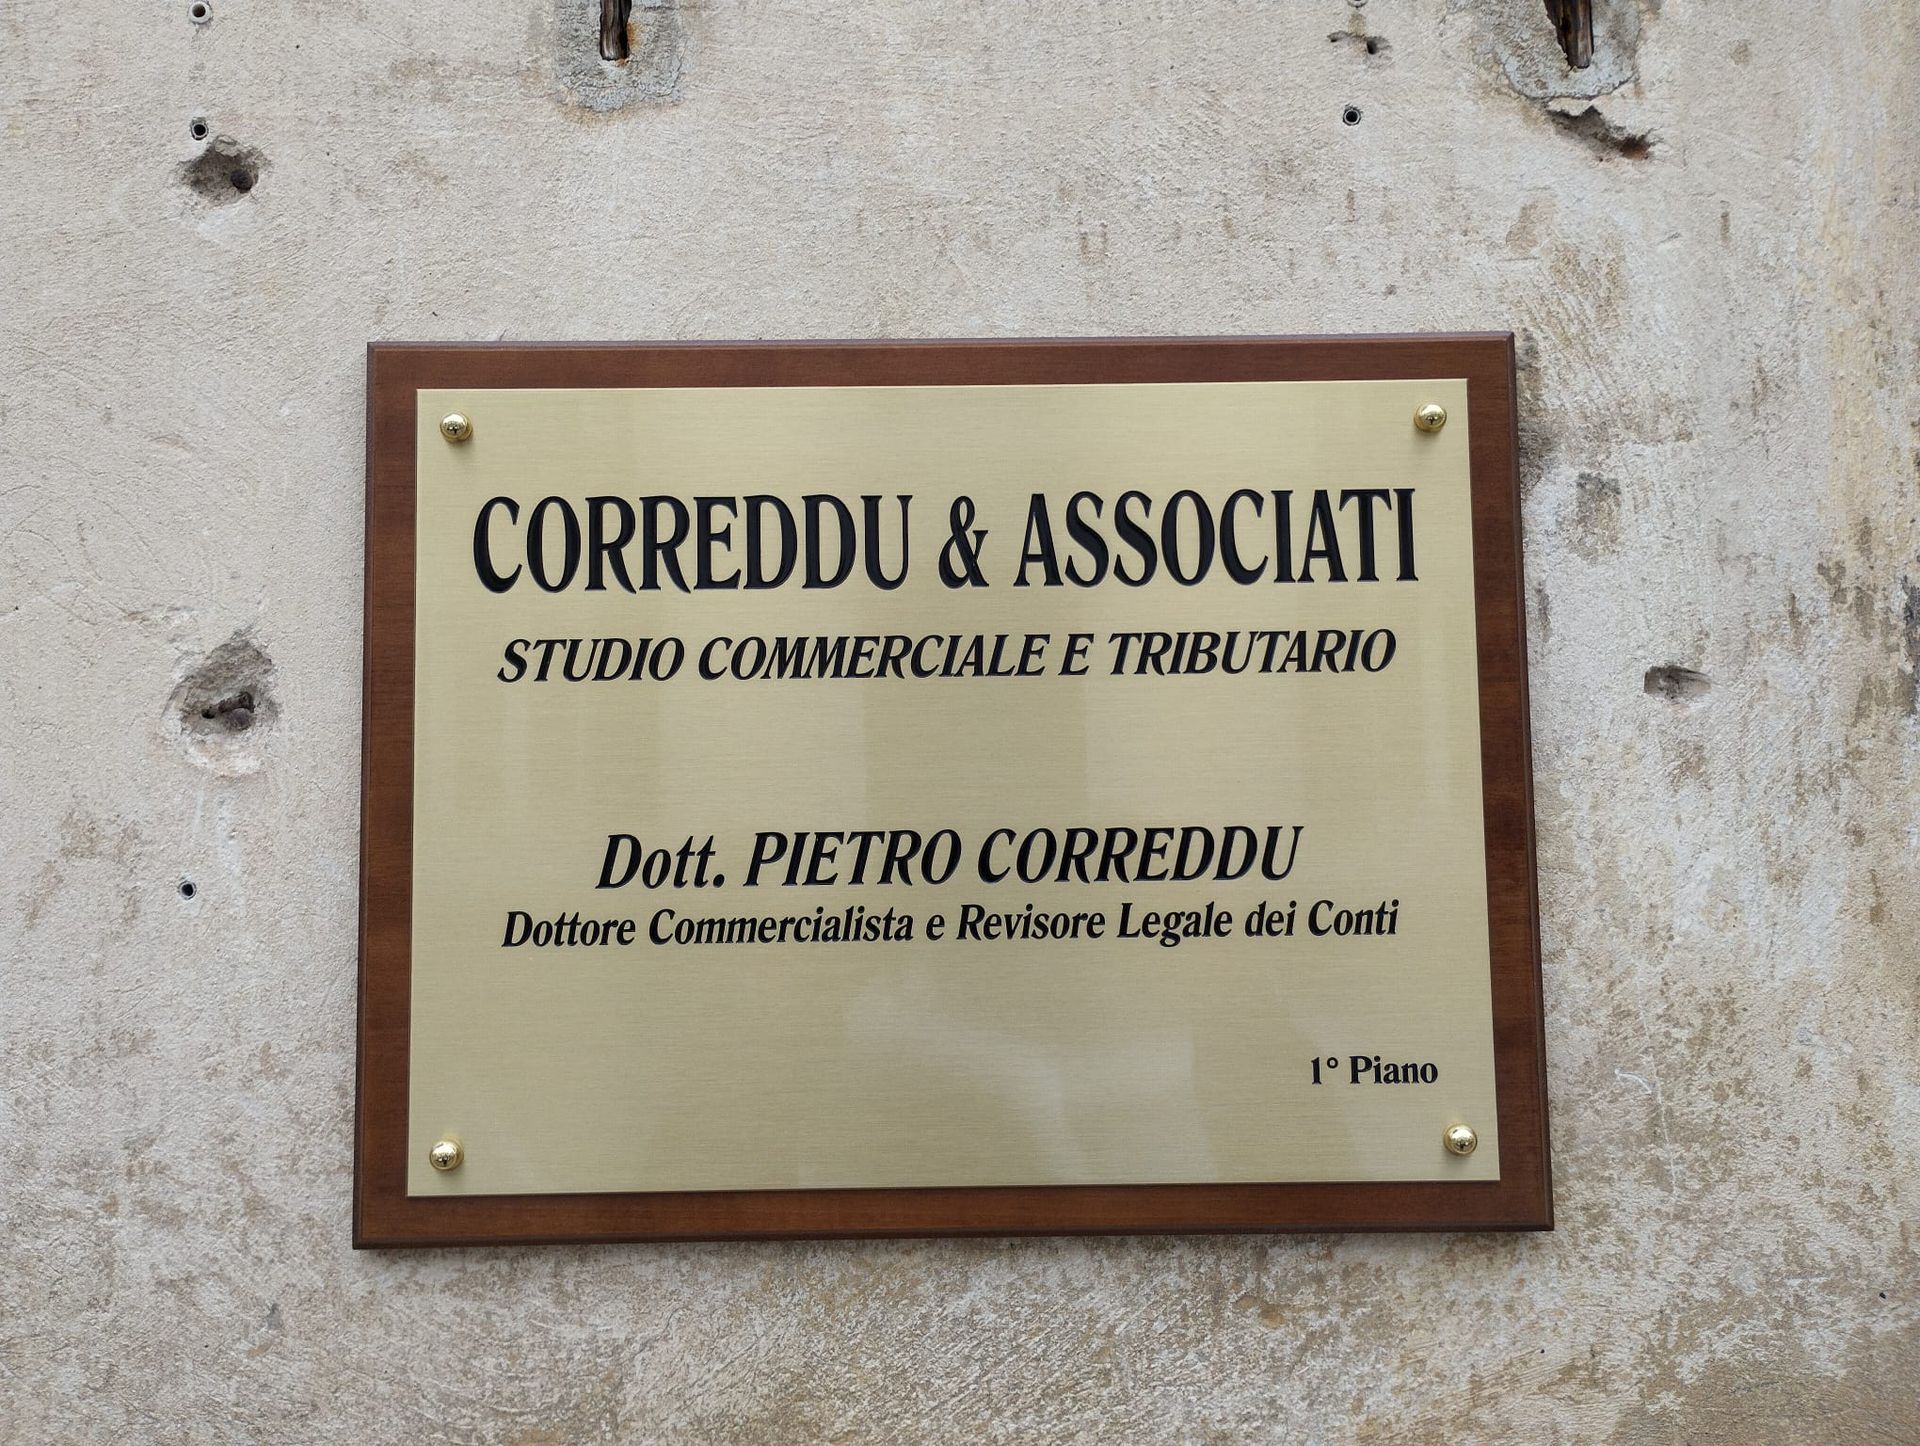 CORREDDU & ASSOCIATI
STUDIO COMMERCIALE E TRIBUTARIO
Dott. PIETRO CORREDDU
Dottore Commercialista e Revisore Legale dei Conti
1° Piano